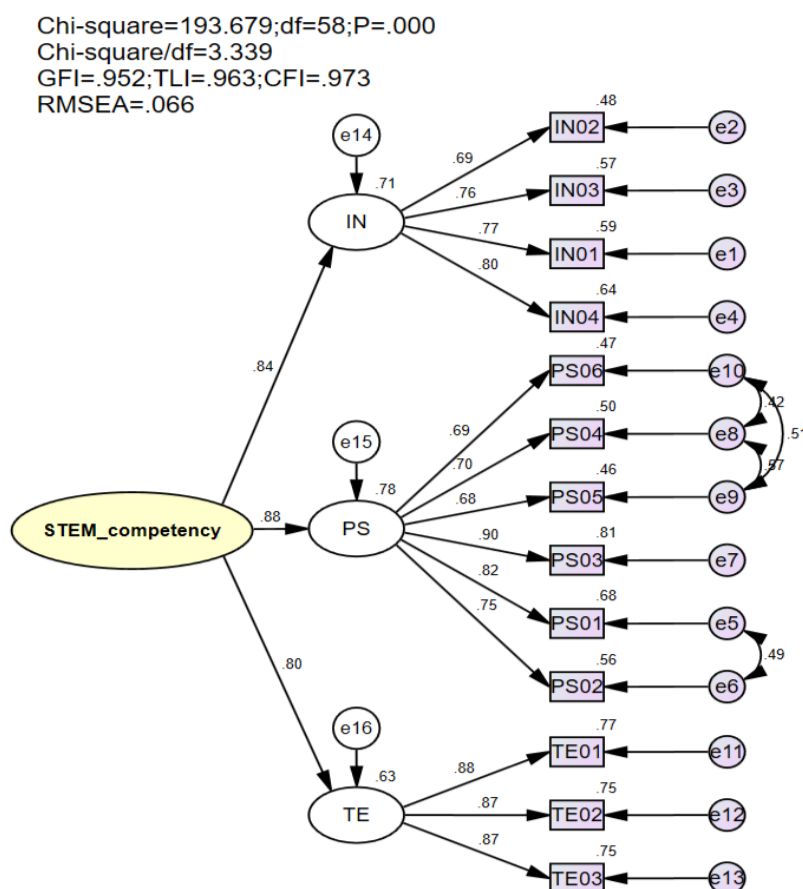 Chi-square=193.679;df=58;P=.000
Chi-square/df=3.339
GFI=.952;TLI=.963;CFI=.973
RMSEA=.066
.48
e14
IN02
e2
.69
.57
.71
.76
IN03
e3
IN
.77
.59
IN01
e1
.80
.64
IN04
e4
.47
.84
PS06
e10
.42
.50
.69
e15
PS04
e8
.51
.70
.46
.57
.78
.68
PS05
e9
.88
STEM_competency
PS
.90
.81
PS03
e7
.82
.68
.75
PS01
e5
.49
.56
.80
PS02
e6
e16
.77
.63
.88
TE01
e11
.75
TE
.87
TE02
e12
.87
.75
TE03
e13